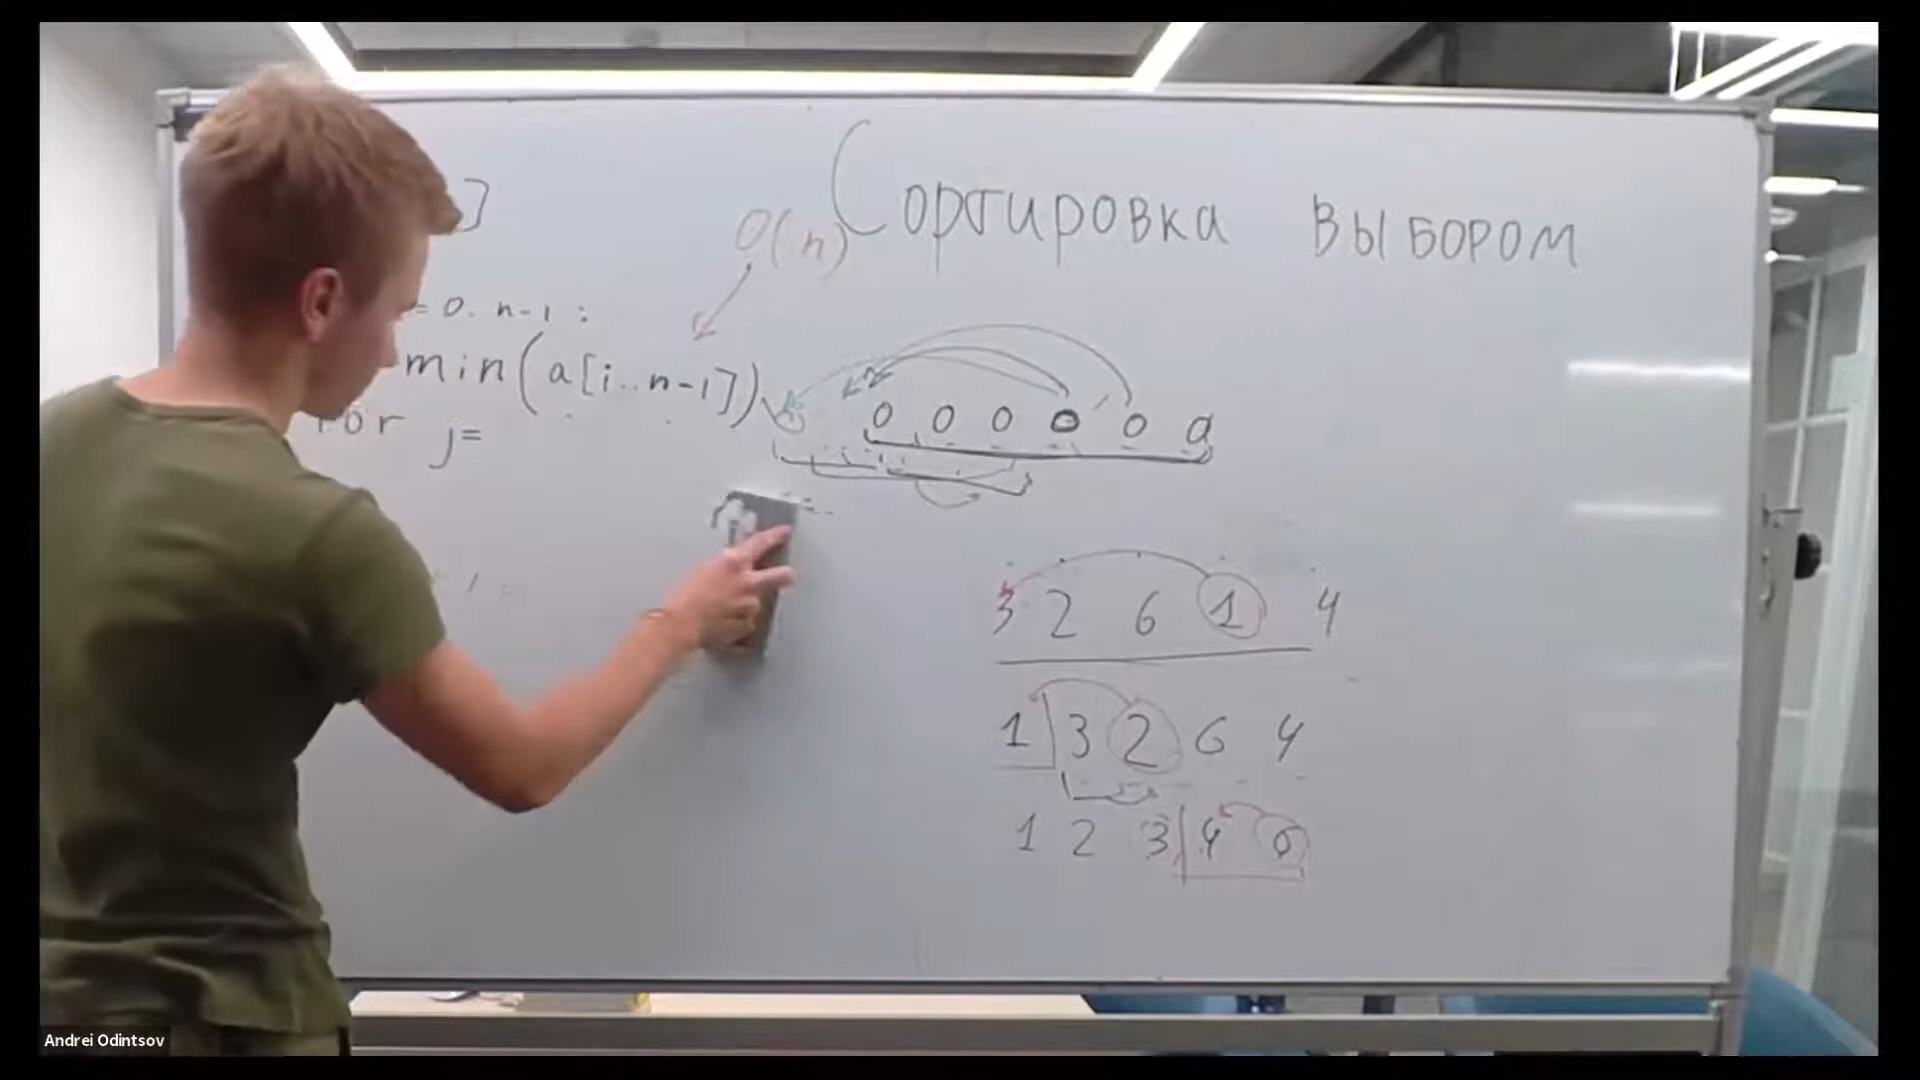 ]
Сортировка выбором
O(n)
= 0. n-1 :
min(a[i..n-1])
for j=
0 0 0 0 0 0
3 2 6 1 4
1 3 2 6 4
1 2 3 4 6
Andrei Odintsov